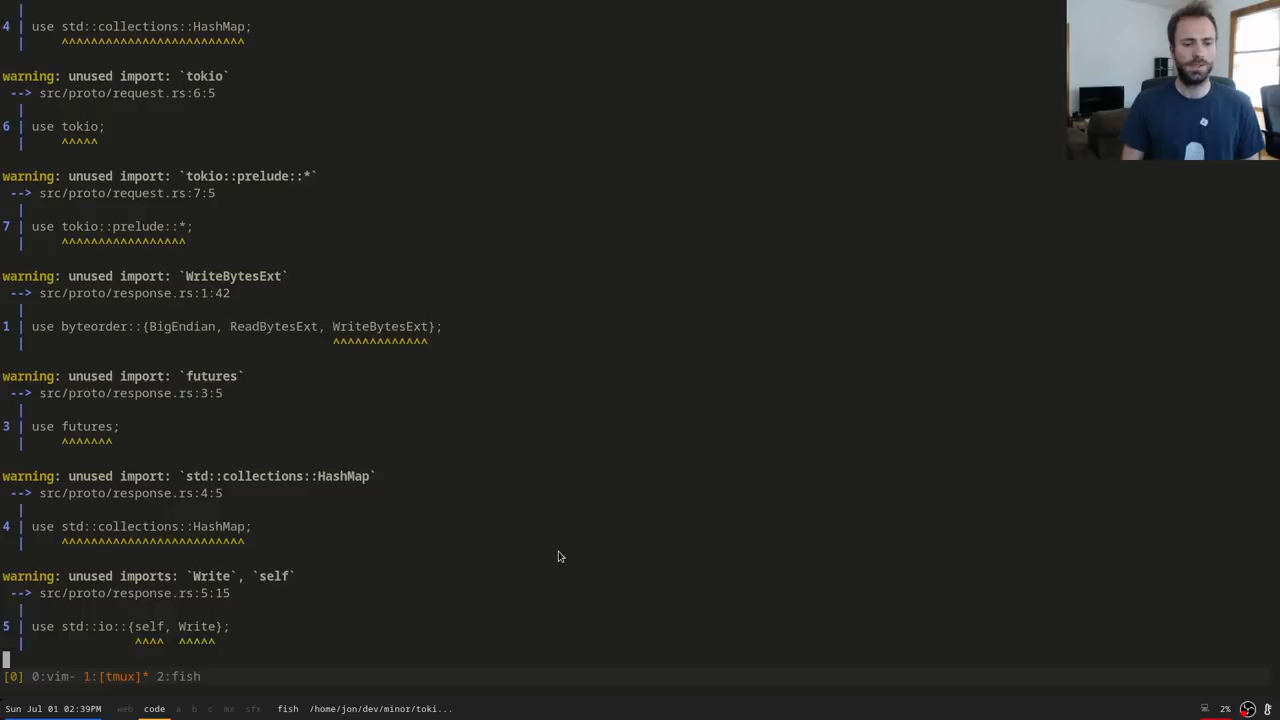 |
4 | use std::collections::HashMap;
| ^^^^^^^^^^^^^^^^^^^^^^^^^
warning: unused import: `tokio`
--> src/proto/request.rs:6:5
|
6 | use tokio;
| ^^^^^
warning: unused import: `tokio::prelude::*`
--> src/proto/request.rs:7:5
|
7 | use tokio::prelude::*;
| ^^^^^^^^^^^^^^^^^
warning: unused import: `WriteBytesExt`
--> src/proto/response.rs:1:42
|
1 | use byteorder::{BigEndian, ReadBytesExt, WriteBytesExt};
| ^^^^^^^^^^^^^
warning: unused import: `futures`
--> src/proto/response.rs:3:5
|
3 | use futures;
| ^^^^^^^
warning: unused import: `std::collections::HashMap`
--> src/proto/response.rs:4:5
|
4 | use std::collections::HashMap;
| ^^^^^^^^^^^^^^^^^^^^^^^^^
warning: unused imports: `Write`, `self`
--> src/proto/response.rs:5:15
|
5 | use std::io::{self, Write};
| ^^^^ ^^^^^
[0] 0:vim- 1:[tmux]* 2:fish
Sun Jul 01 02:39PM web code a b c mx sfx fish /home/jon/dev/minor/toki... 2%